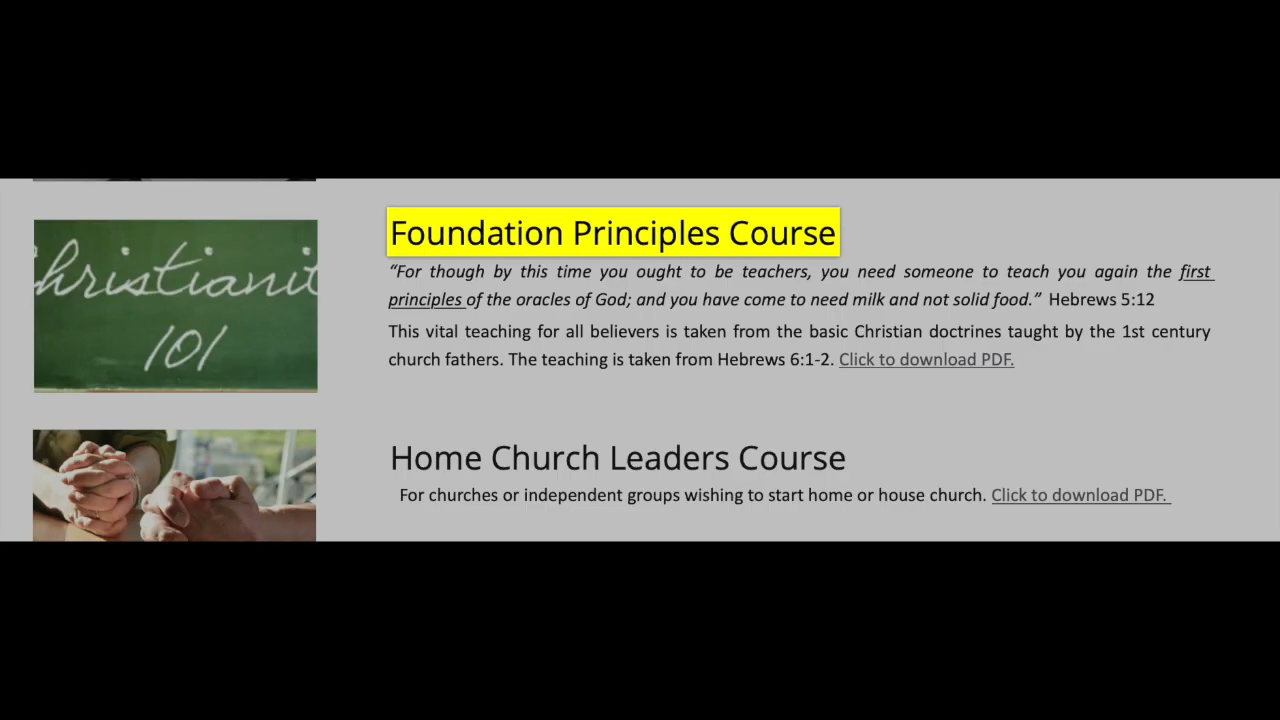 hristianit
101
Foundation Principles Course
“For though by this time you ought to be teachers, you need someone to teach you again the first
principles of the oracles of God; and you have come to need milk and not solid food.” Hebrews 5:12
This vital teaching for all believers is taken from the basic Christian doctrines taught by the 1st century
church fathers. The teaching is taken from Hebrews 6:1-2. Click to download PDF.
Home Church Leaders Course
For churches or independent groups wishing to start home or house church. Click to download PDF.